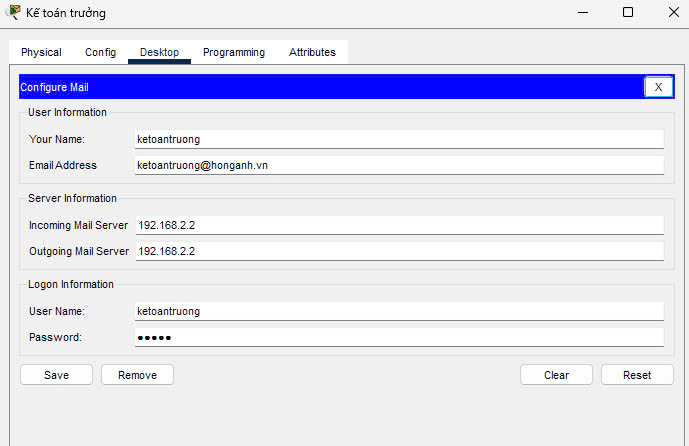 Kế toán trưởng
Physical Config Desktop Programming Attributes
Configure Mail X
User Information
Your Name: ketoantruong
Email Address ketoantruong@honganh.vn
Server Information
Incoming Mail Server 192.168.2.2
Outgoing Mail Server 192.168.2.2
Logon Information
User Name: ketoantruong
Password: ●●●●●
Save Remove Clear Reset